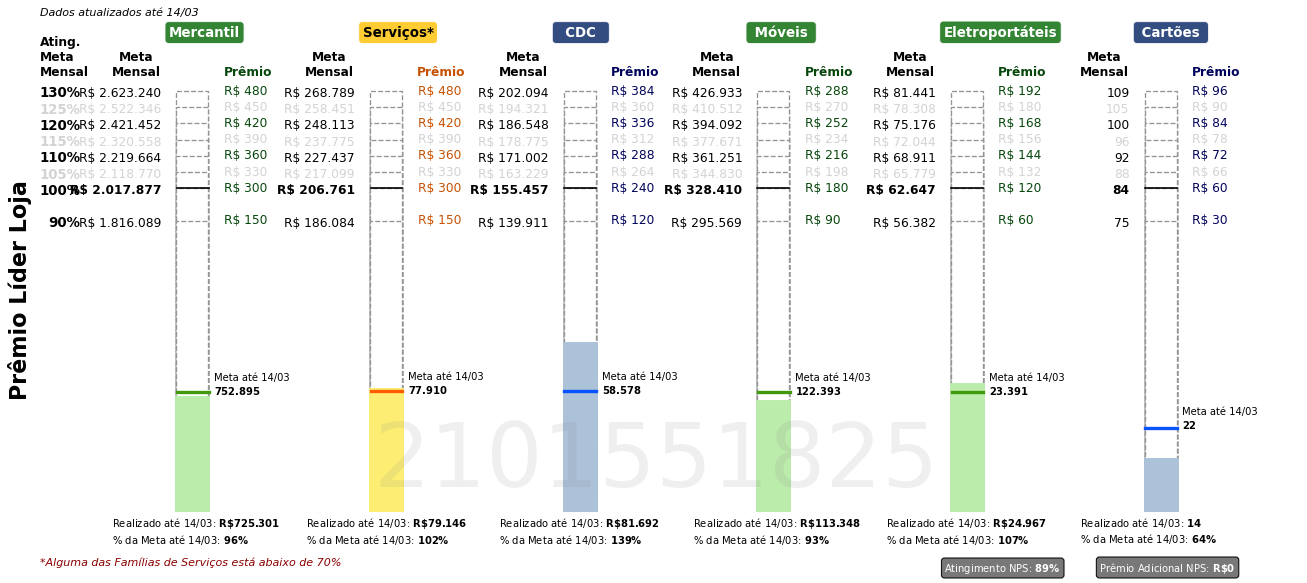 Dados atualizados até 14/03
Mercantil Serviços* CDC Móveis Eletroportáteis Cartões
Ating. Meta Mensal
Meta Mensal Prêmio Meta Mensal Prêmio Meta Mensal Prêmio Meta Mensal Prêmio Meta Mensal Prêmio Meta Mensal Prêmio
130% R$ 2.623.240 R$ 480 R$ 268.789 R$ 480 R$ 202.094 R$ 384 R$ 426.933 R$ 288 R$ 81.441 R$ 192 109 R$ 96
125% R$ 2.522.346 R$ 450 R$ 258.451 R$ 450 R$ 194.321 R$ 360 R$ 410.512 R$ 270 R$ 78.308 R$ 180 105 R$ 90
120% R$ 2.421.452 R$ 420 R$ 248.113 R$ 420 R$ 186.548 R$ 336 R$ 394.092 R$ 252 R$ 75.176 R$ 168 100 R$ 84
115% R$ 2.320.558 R$ 390 R$ 237.775 R$ 390 R$ 178.775 R$ 312 R$ 377.671 R$ 234 R$ 72.044 R$ 156 96 R$ 78
110% R$ 2.219.664 R$ 360 R$ 227.437 R$ 360 R$ 171.002 R$ 288 R$ 361.251 R$ 216 R$ 68.911 R$ 144 92 R$ 72
105% R$ 2.118.770 R$ 330 R$ 217.099 R$ 330 R$ 163.229 R$ 264 R$ 344.830 R$ 198 R$ 65.779 R$ 132 88 R$ 66
100% R$ 2.017.877 R$ 300 R$ 206.761 R$ 300 R$ 155.457 R$ 240 R$ 328.410 R$ 180 R$ 62.647 R$ 120 84 R$ 60
90% R$ 1.816.089 R$ 150 R$ 186.084 R$ 150 R$ 139.911 R$ 120 R$ 295.569 R$ 90 R$ 56.382 R$ 60 75 R$ 30
Prêmio Líder Loja
Meta até 14/03 Meta até 14/03 Meta até 14/03 Meta até 14/03 Meta até 14/03
752.895 77.910 58.578 122.393 23.391
Meta até 14/03
22
2101551825
Realizado até 14/03: R$725.301 Realizado até 14/03: R$79.146 Realizado até 14/03: R$81.692 Realizado até 14/03: R$113.348 Realizado até 14/03: R$24.967 Realizado até 14/03: 14
% da Meta até 14/03: 96% % da Meta até 14/03: 102% % da Meta até 14/03: 139% % da Meta até 14/03: 93% % da Meta até 14/03: 107% % da Meta até 14/03: 64%
*Alguma das Famílias de Serviços está abaixo de 70%
Atingimento NPS: 89% Prêmio Adicional NPS: R$0